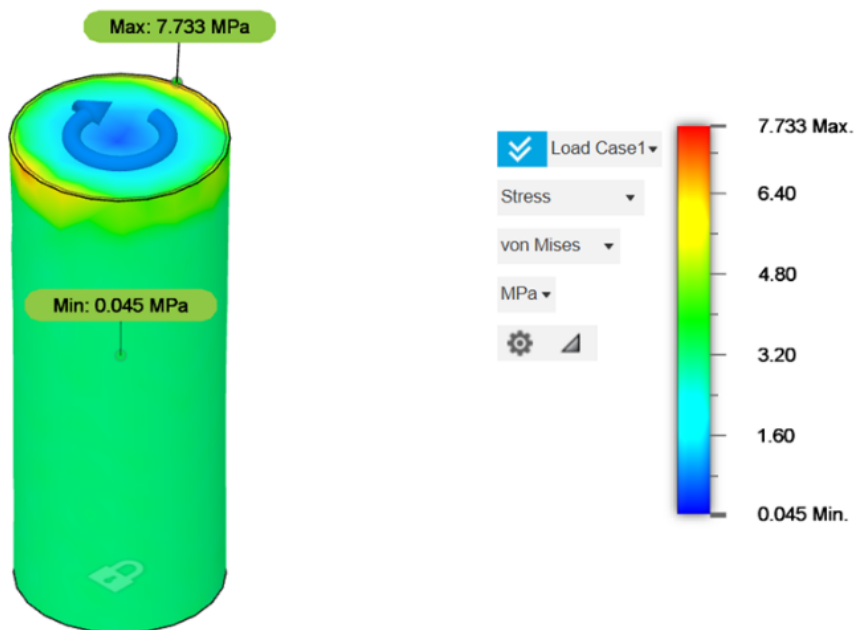 Max: 7.733 MPa
Min: 0.045 MPa
Load Case1
Stress
von Mises
MPa
7.733 Max.
6.40
4.80
3.20
1.60
0.045 Min.